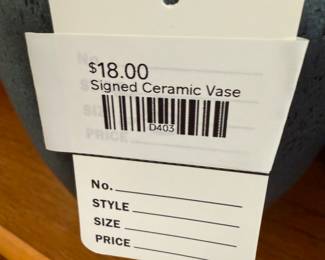 $18.00
Signed Ceramic Vase
D403
No.
STYLE
SIZE
PRICE